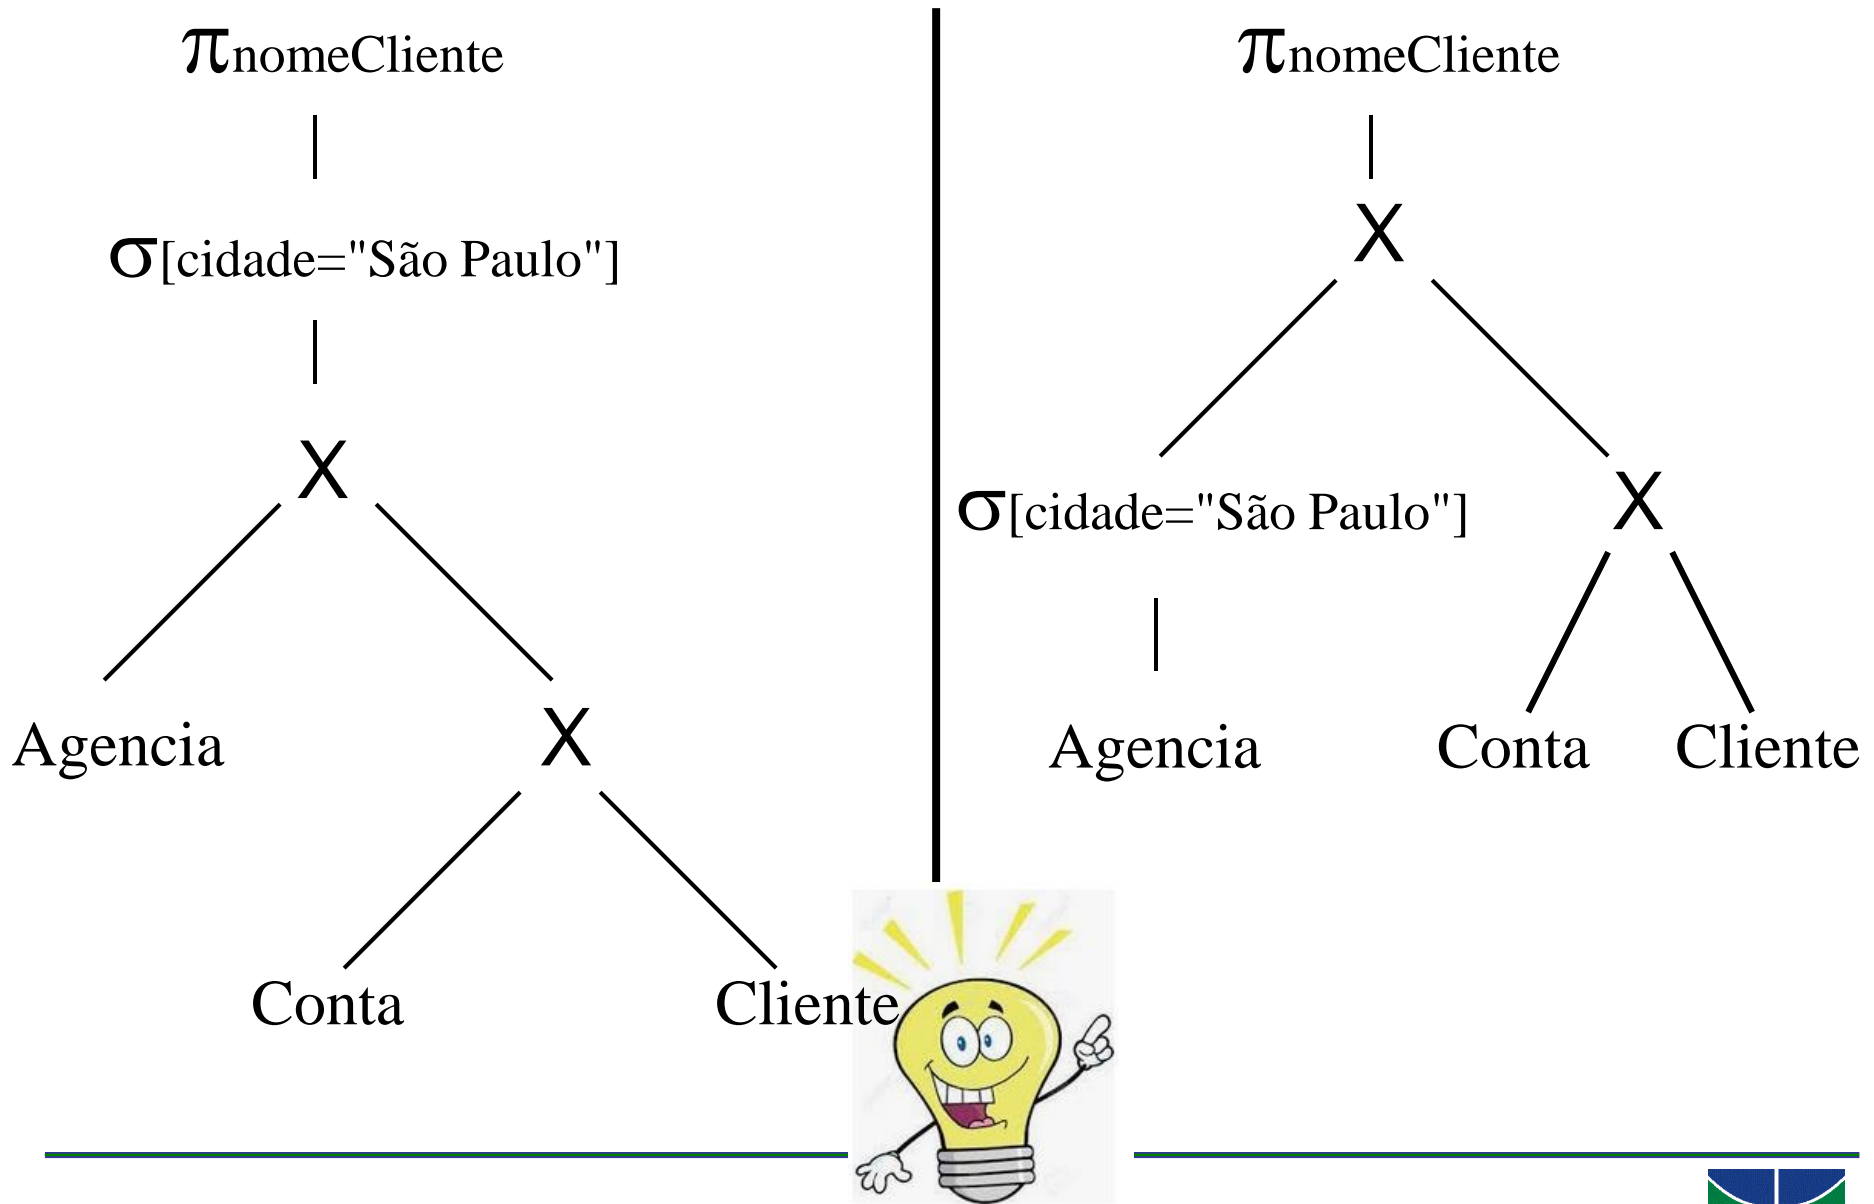 πnomeCliente
σ[cidade="São Paulo"]
X
Agencia
X
Conta
Cliente
πnomeCliente
X
σ[cidade="São Paulo"]
X
Agencia
Conta
Cliente